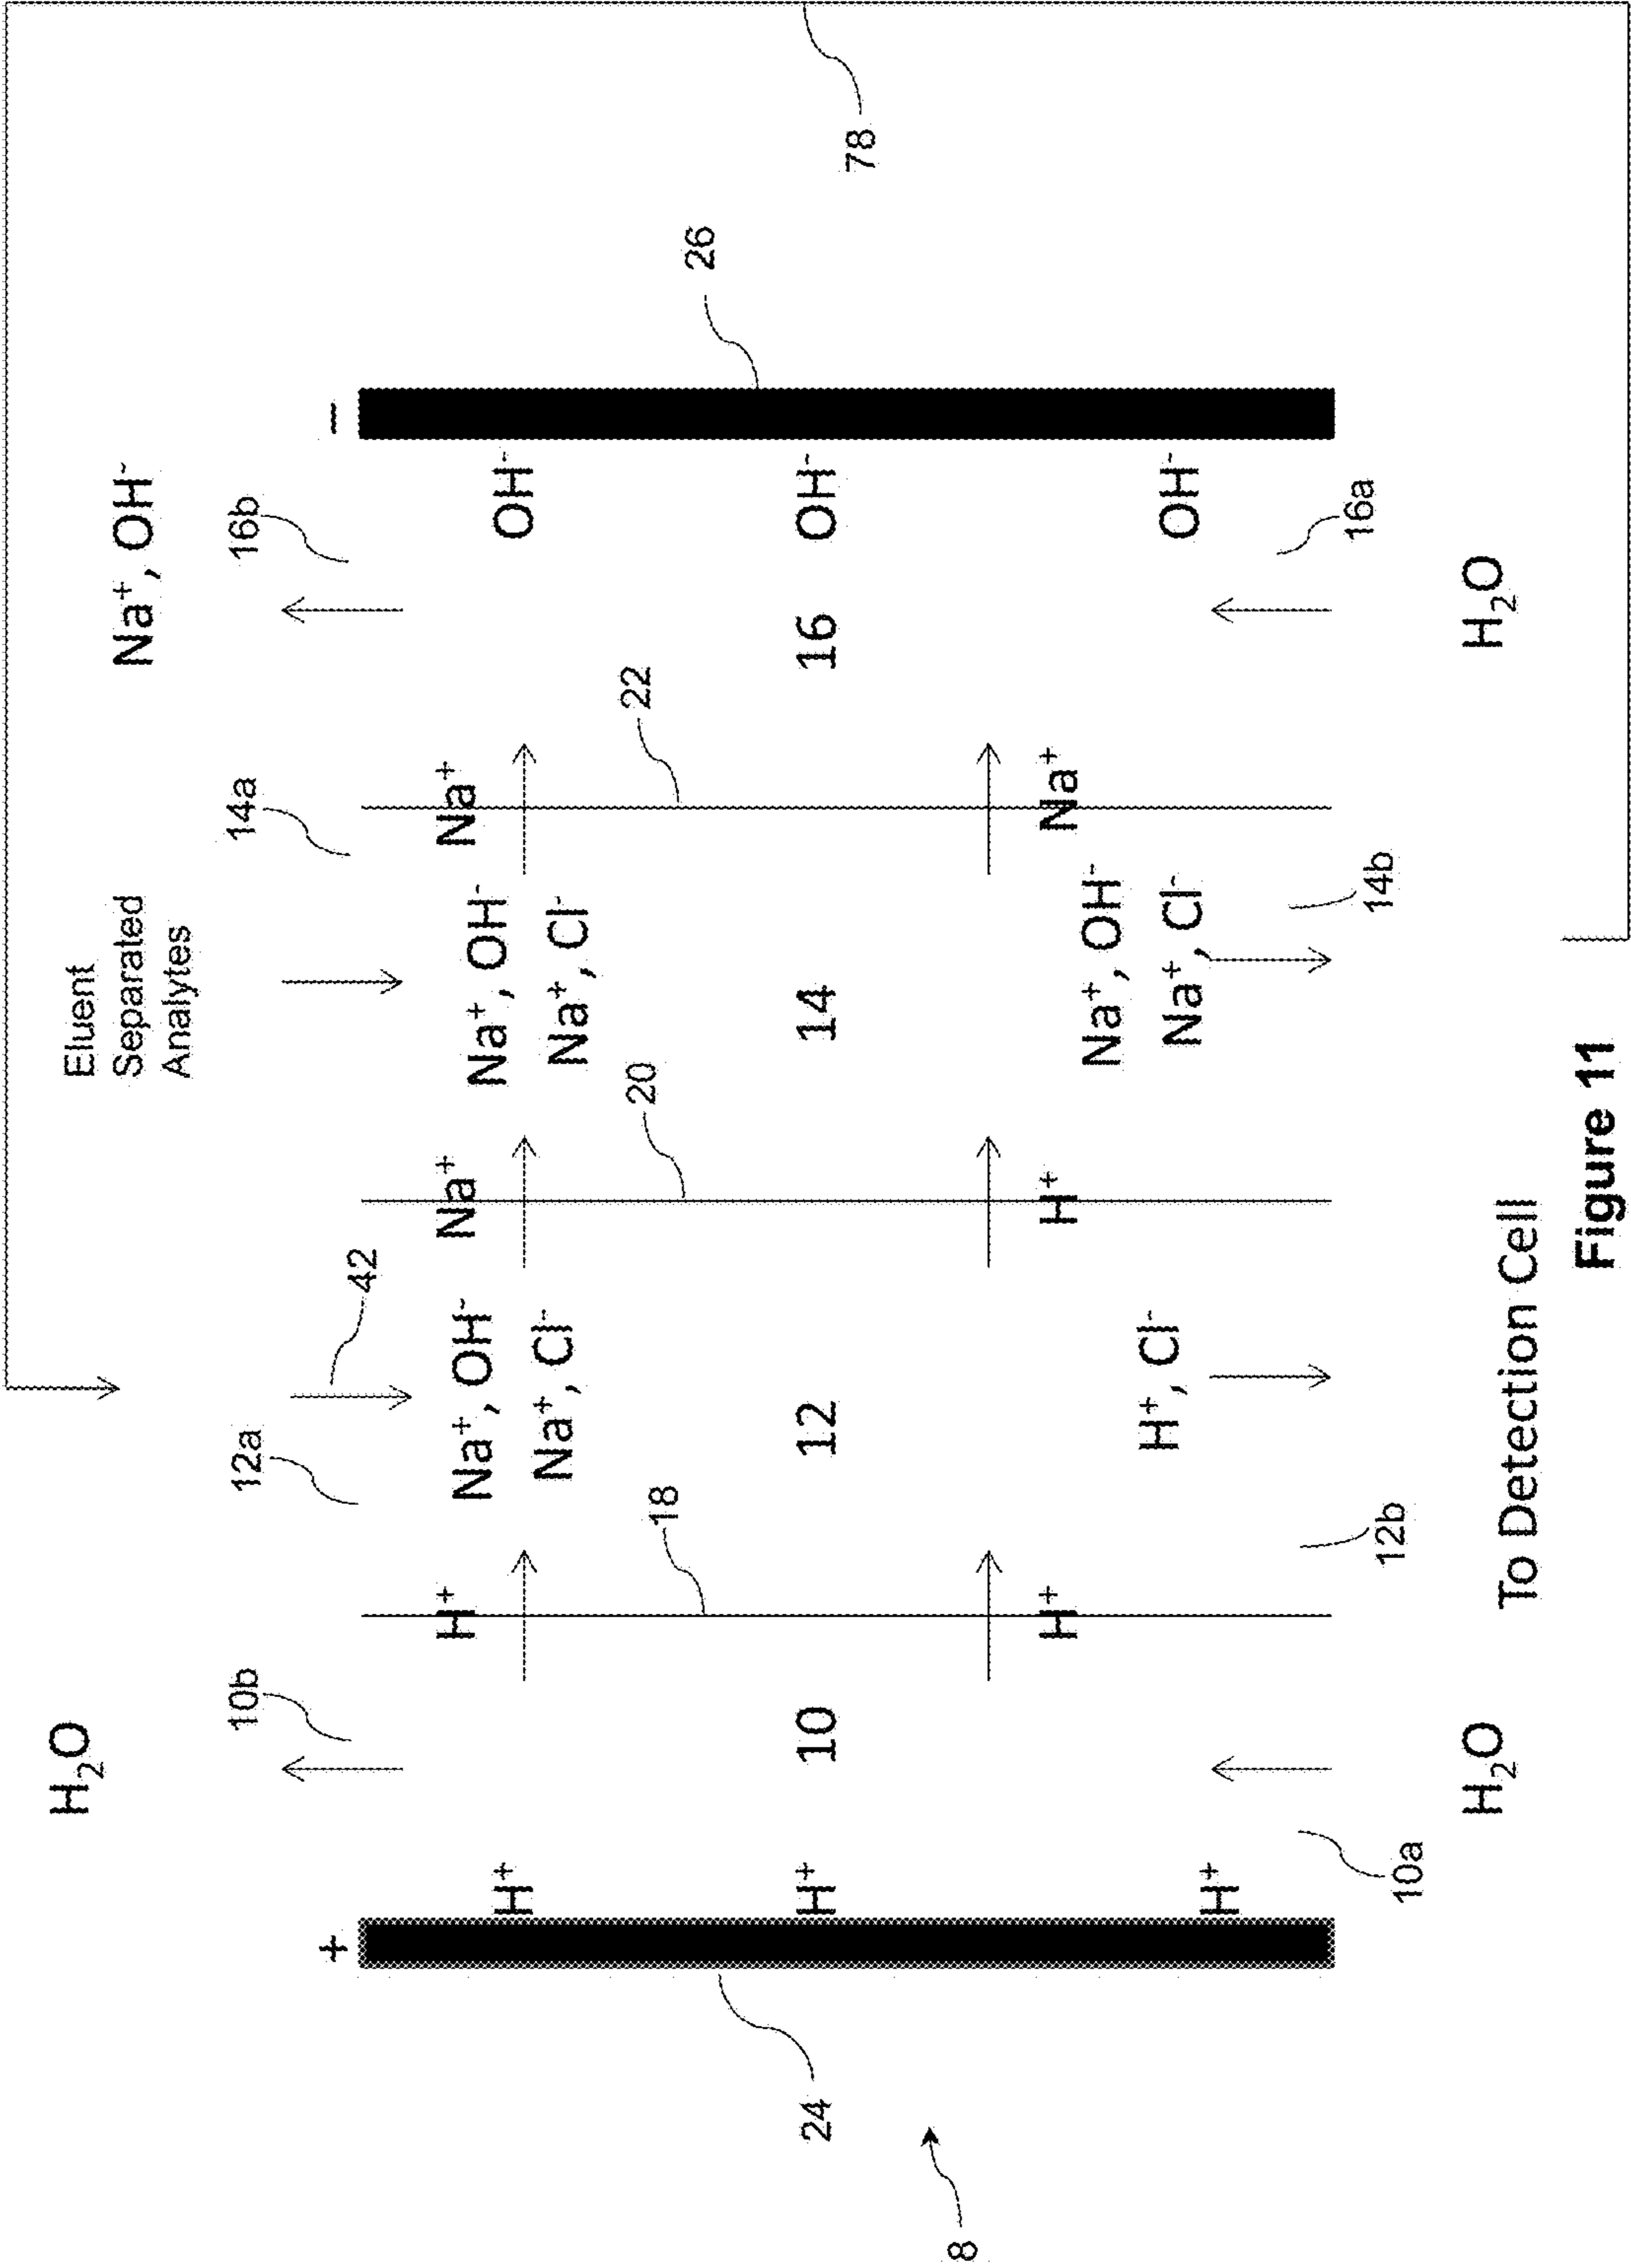 H₂O
Eluent
Separated
Analytes
Na⁺, OH⁻
10b
12a
42
14a
16b
+
−
H⁺
Na⁺
Na⁺
H⁺
Na⁺, OH⁻
Na⁺, Cl⁻
Na⁺, OH⁻
Na⁺, Cl⁻
OH⁻
18
20
22
26
24
H⁺
10
12
14
16
OH⁻
78
8
H⁺
H⁺
Na⁺
H⁺
H⁺, Cl⁻
Na⁺, OH⁻
Na⁺, Cl⁻
OH⁻
10a
12b
14b
16a
H₂O
To Detection Cell
H₂O
Figure 11